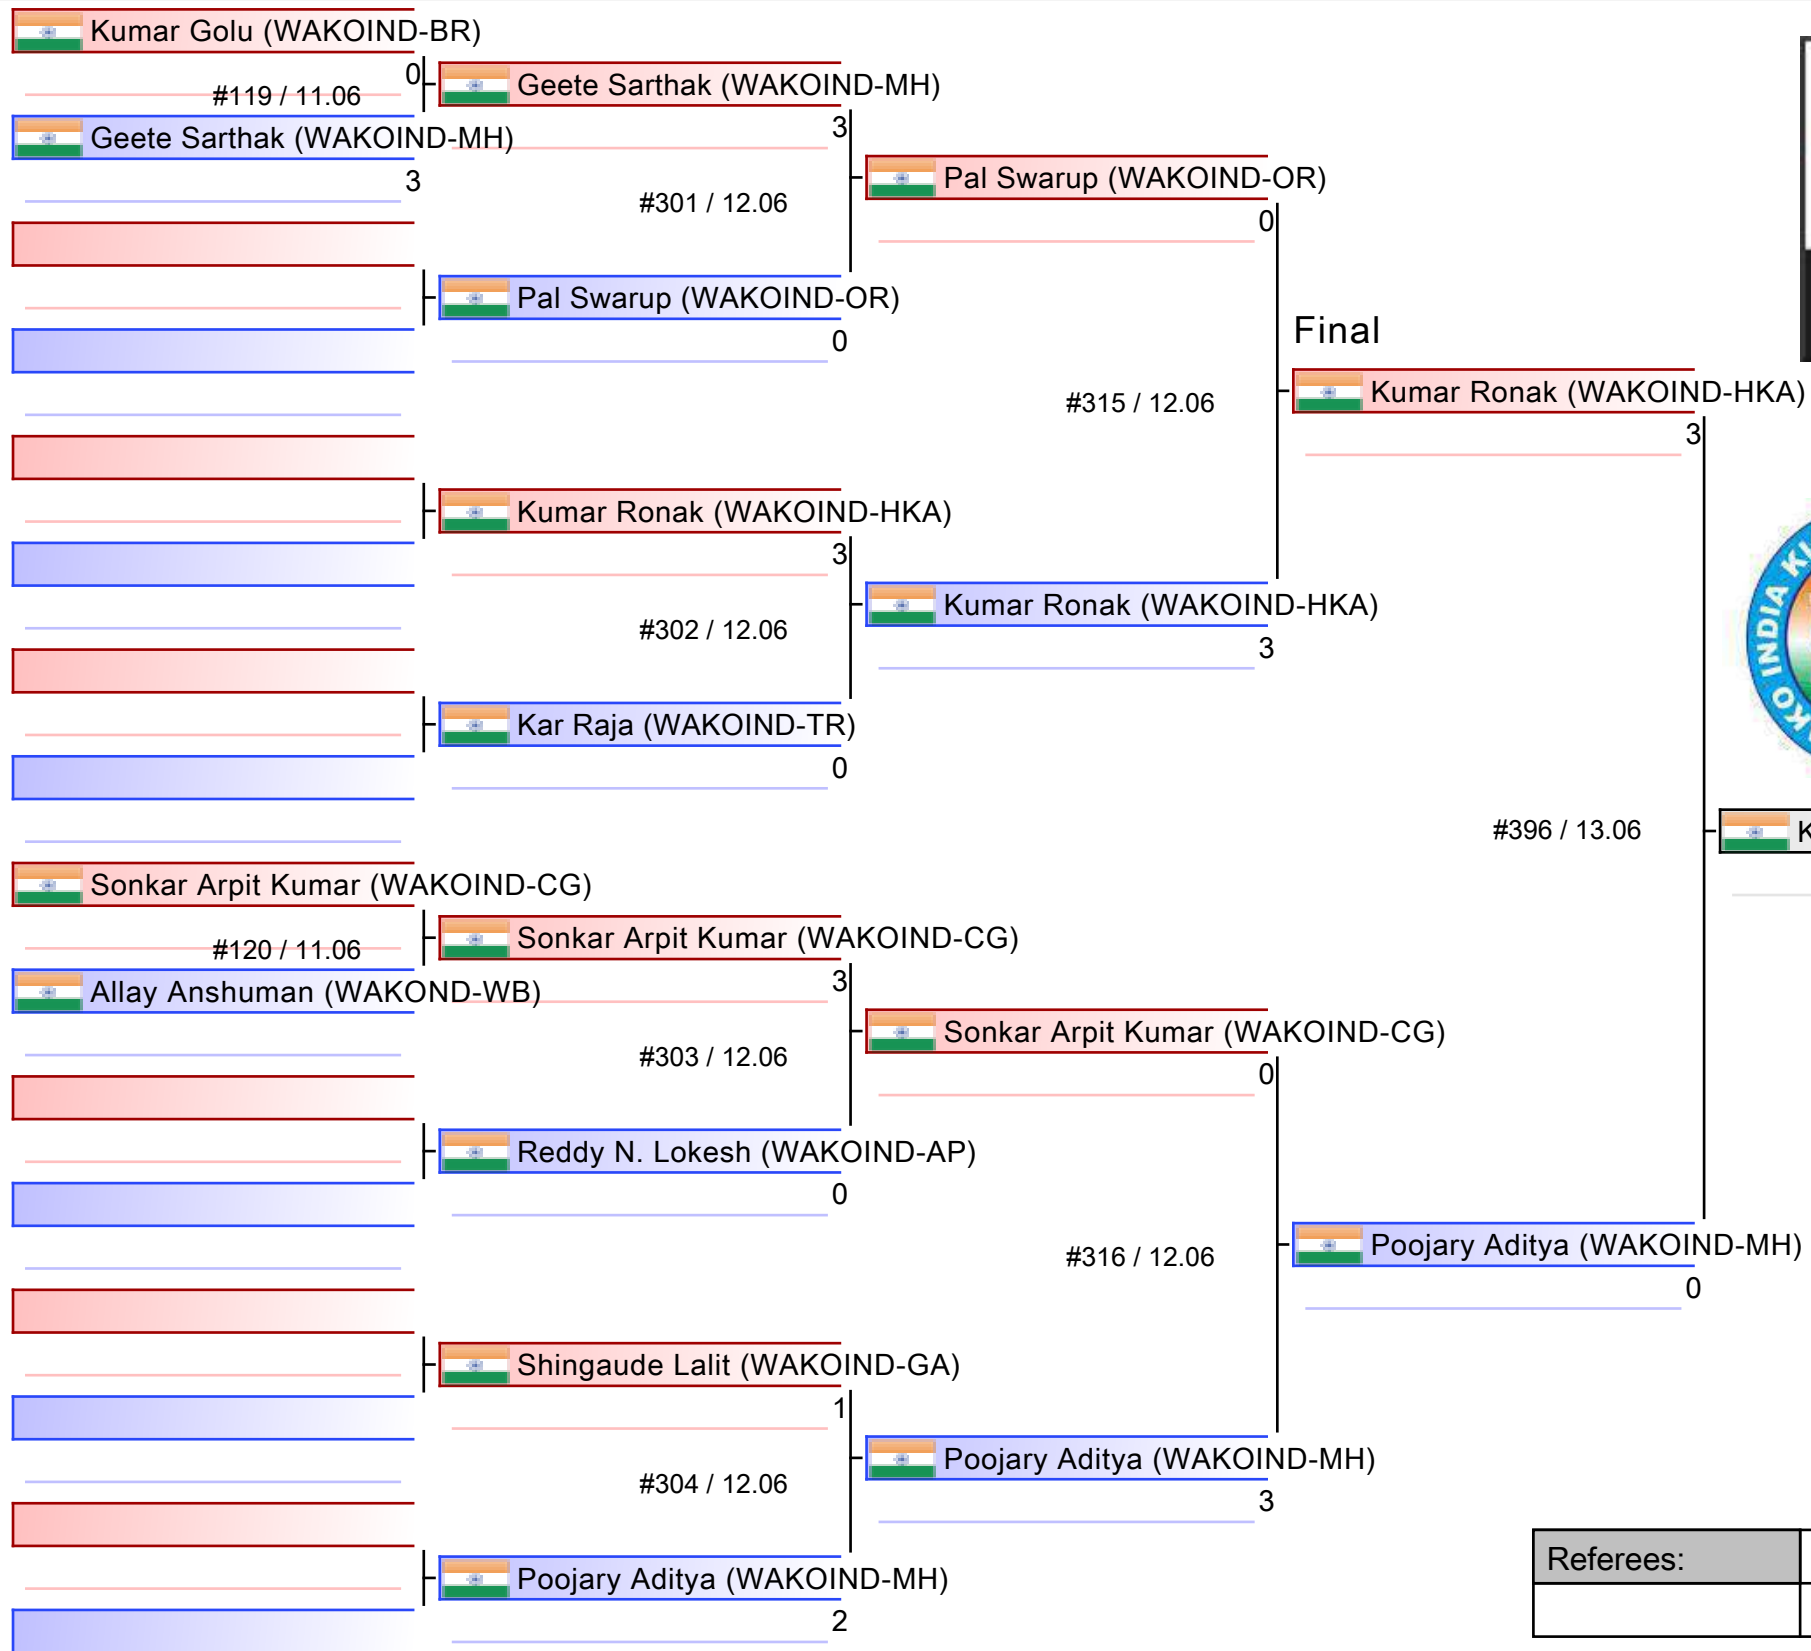 Kumar Golu (WAKOIND-BR)
0
#119 / 11.06
Geete Sarthak (WAKOIND-MH)
3
Geete Sarthak (WAKOIND-MH)
3
#301 / 12.06
Pal Swarup (WAKOIND-OR)
0
Pal Swarup (WAKOIND-OR)
0
#315 / 12.06
Kumar Ronak (WAKOIND-HKA)
3
#302 / 12.06
Kar Raja (WAKOIND-TR)
0
Kumar Ronak (WAKOIND-HKA)
3
Final
Kumar Ronak (WAKOIND-HKA)
3
#396 / 13.06
K
INDIA
Sonkar Arpit Kumar (WAKOIND-CG)
#120 / 11.06
Allay Anshuman (WAKOND-WB)
Sonkar Arpit Kumar (WAKOIND-CG)
3
#303 / 12.06
Reddy N. Lokesh (WAKOIND-AP)
0
Sonkar Arpit Kumar (WAKOIND-CG)
0
#316 / 12.06
Shingaude Lalit (WAKOIND-GA)
1
#304 / 12.06
Poojary Aditya (WAKOIND-MH)
2
Poojary Aditya (WAKOIND-MH)
3
Poojary Aditya (WAKOIND-MH)
0
Referees: